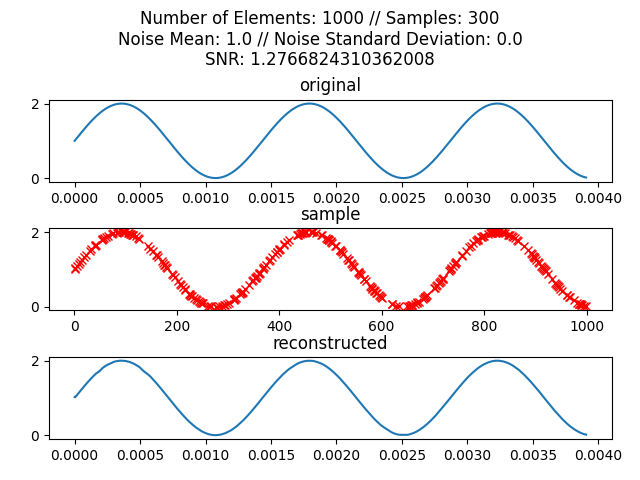 Number of Elements: 1000 // Samples: 300
Noise Mean: 1.0 // Noise Standard Deviation: 0.0
SNR: 1.2766824310362008
original
2
0
0.0000 0.0005 0.0010 0.0015 0.0020 0.0025 0.0030 0.0035 0.0040
sample
2
0
0 200 400 600 800 1000
reconstructed
2
0
0.0000 0.0005 0.0010 0.0015 0.0020 0.0025 0.0030 0.0035 0.0040